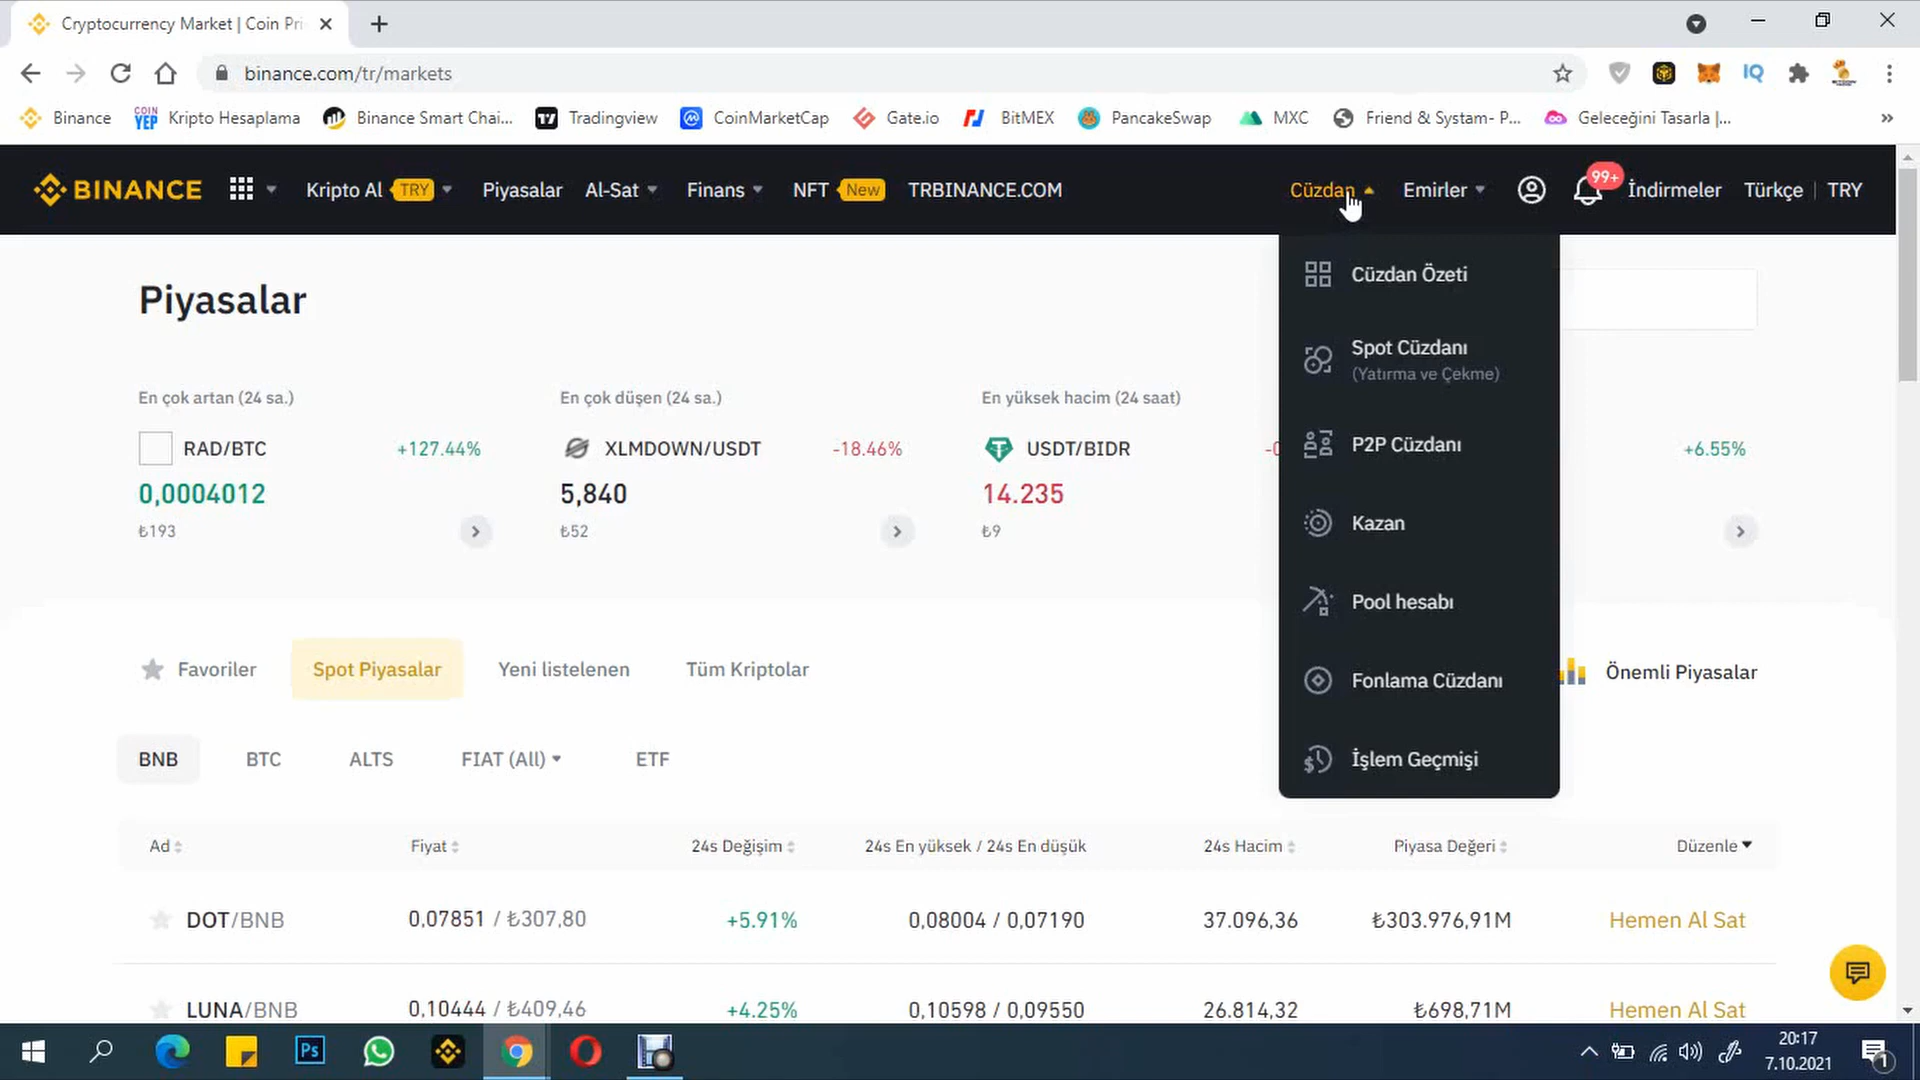 Cryptocurrency Market | Coin Pri
binance.com/tr/markets
IQ
Binance
COIN YEP Kripto Hesaplama
Binance Smart Chai...
Tradingview
CoinMarketCap
Gate.io
BitMEX
PancakeSwap
MXC
Friend & Systam- P...
Geleceğini Tasarla |...
BINANCE
Kripto Al TRY
Piyasalar
Al-Sat
Finans
NFT New
TRBINANCE.COM
Cüzdan
Emirler
99+
İndirmeler
Türkçe | TRY
Cüzdan Özeti
Spot Cüzdanı
(Yatırma ve Çekme)
P2P Cüzdanı
Kazan
Pool hesabı
Fonlama Cüzdanı
İşlem Geçmişi
Piyasalar
En çok artan (24 sa.)
RAD/BTC +127.44%
0,0004012
₺193
En çok düşen (24 sa.)
XLMDOWN/USDT -18.46%
5,840
₺52
En yüksek hacim (24 saat)
USDT/BIDR -0
14.235
₺9
+6.55%
Favoriler
Spot Piyasalar
Yeni listelenen
Tüm Kriptolar
Önemli Piyasalar
BNB BTC ALTS FIAT (All) ETF
Ad Fiyat 24s Değişim 24s En yüksek / 24s En düşük 24s Hacim Piyasa Değeri Düzenle
DOT/BNB 0,07851 / ₺307,80 +5.91% 0,08004 / 0,07190 37.096,36 ₺303.976,91M Hemen Al Sat
LUNA/BNB 0,10444 / ₺409,46 +4.25% 0,10598 / 0,09550 26.814,32 ₺698,71M Hemen Al Sat
Ps
20:17
7.10.2021
1